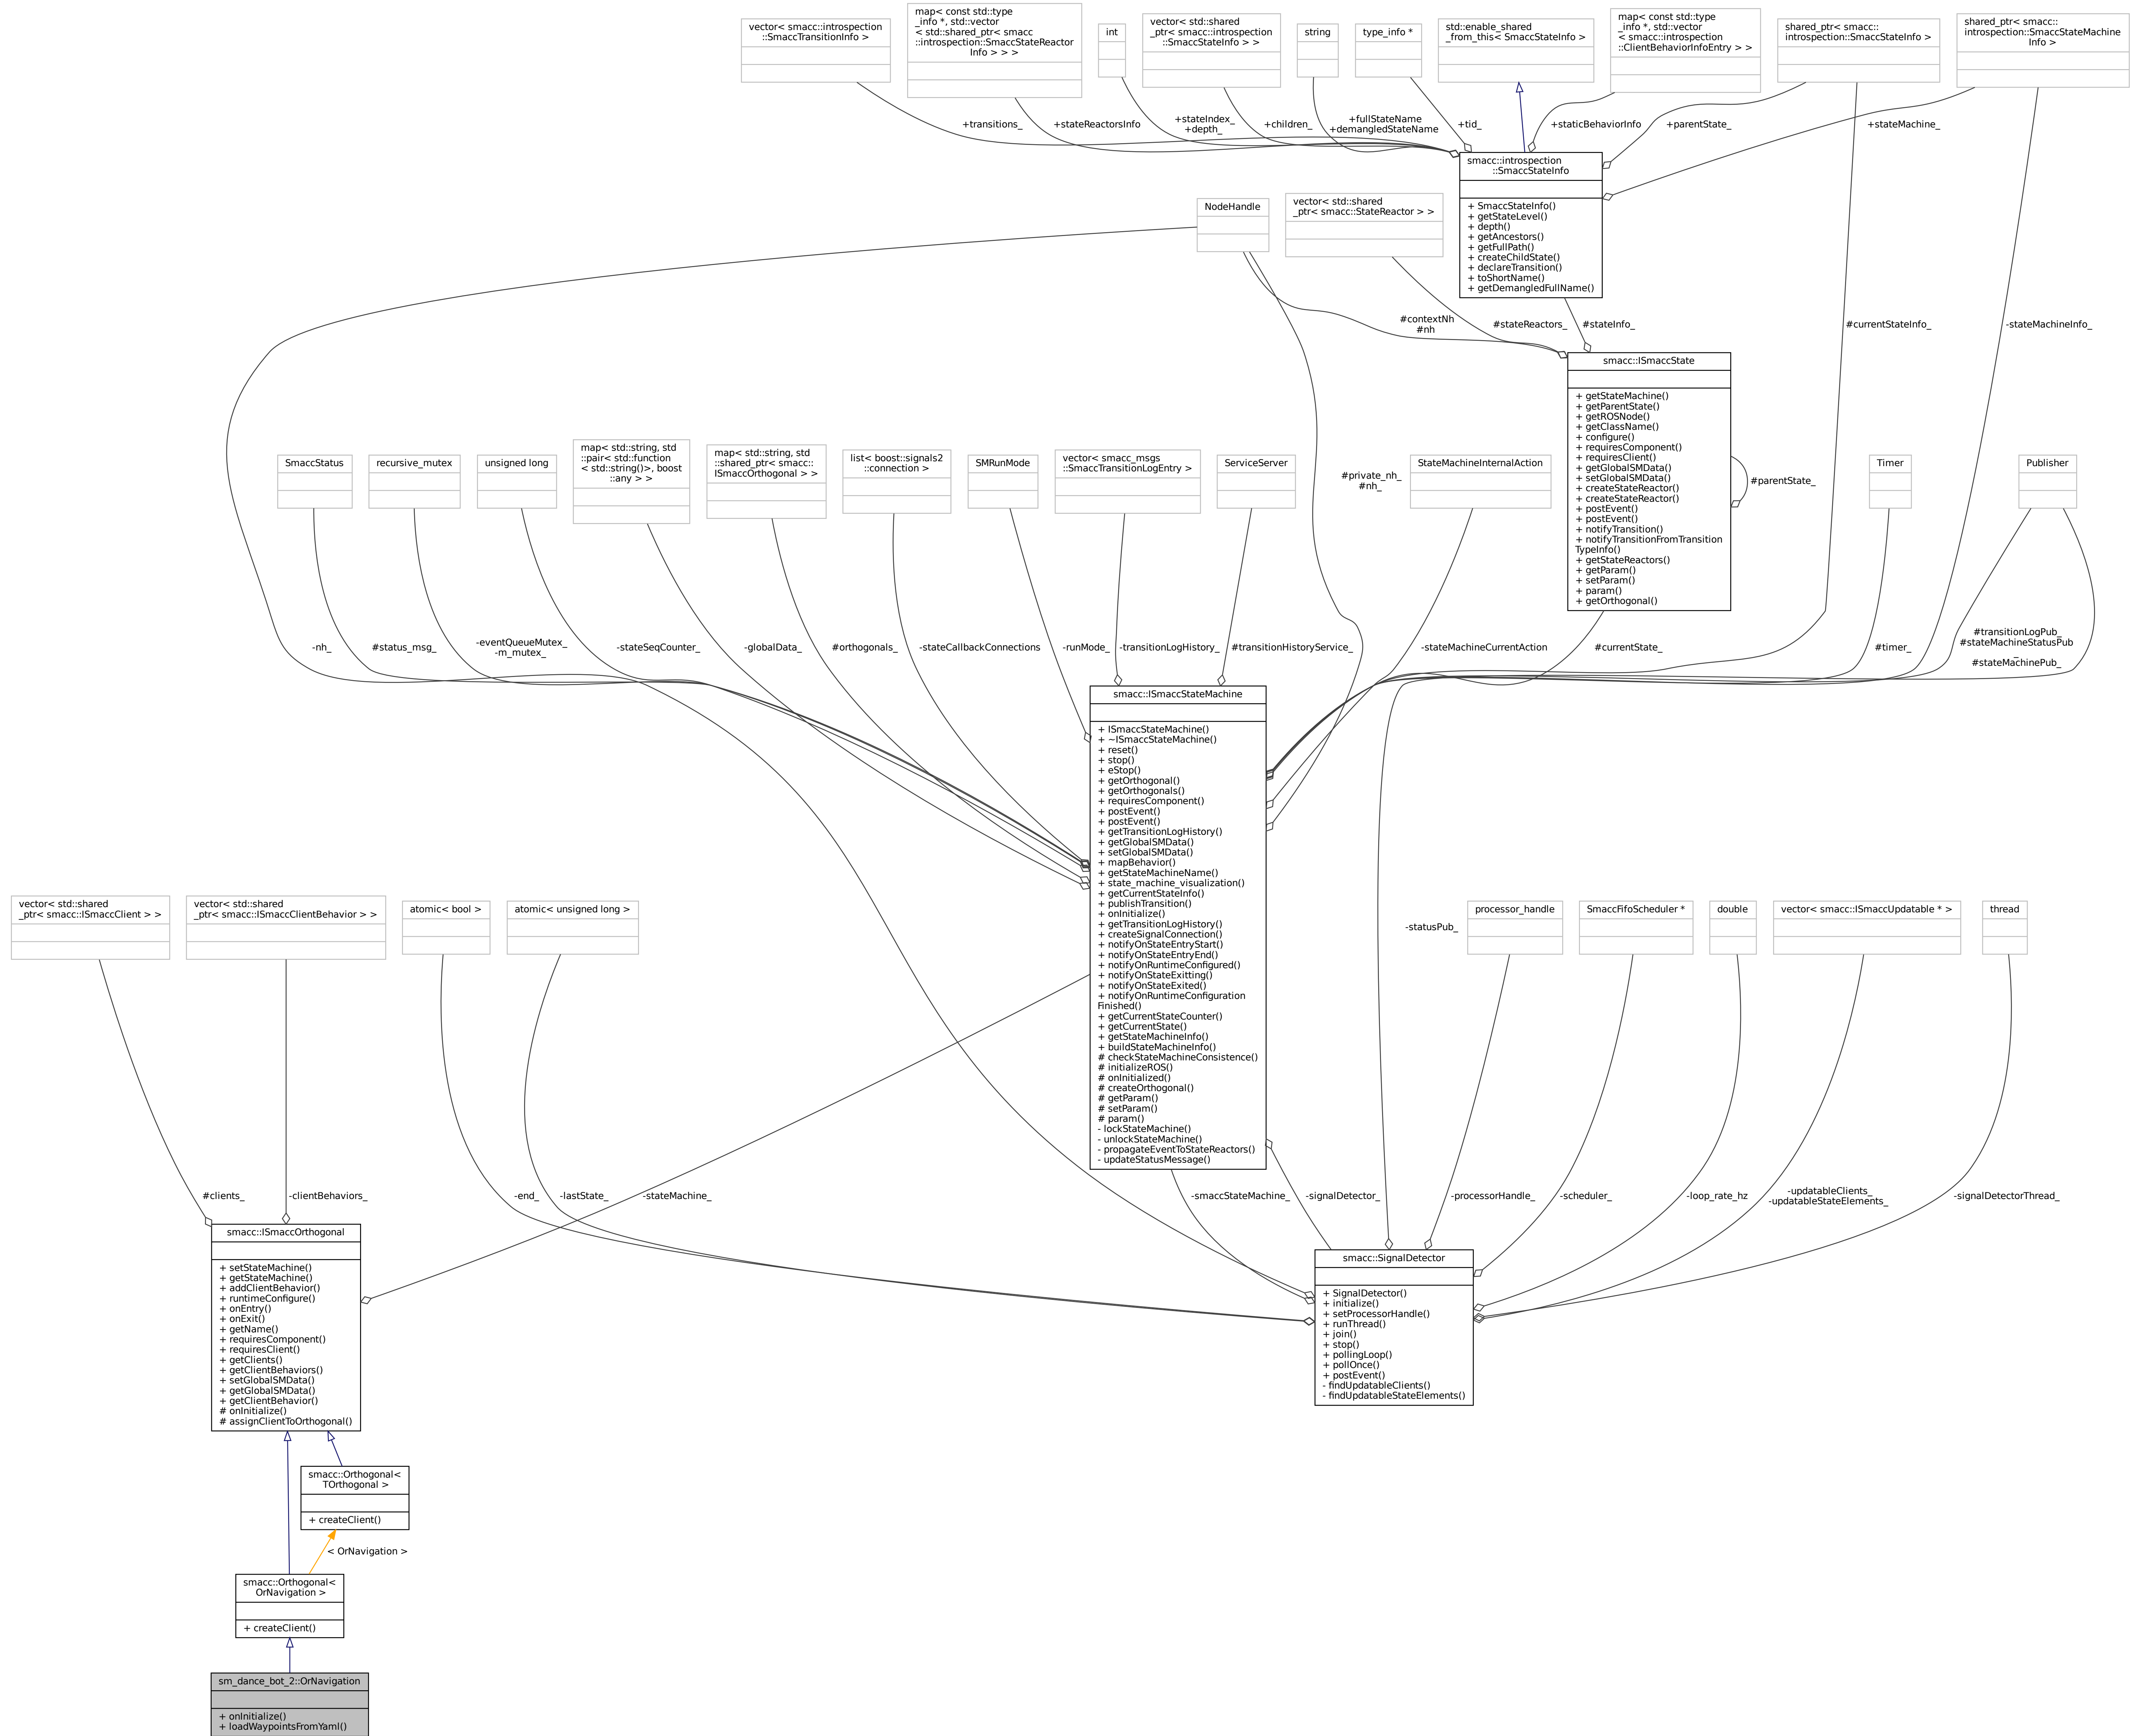 vector< smacc::introspection
::SmaccTransitionInfo >
map< const std::type
_info *, std::vector
< std::shared_ptr< smacc
::introspection::SmaccStateReactor
Info > > >
int
vector< std::shared
_ptr< smacc::introspection
::SmaccStateInfo > >
string
type_info *
std::enable_shared
_from_this< SmaccStateInfo >
map< const std::type
_info *, std::vector
< smacc::introspection
::ClientBehaviorInfoEntry > >
shared_ptr< smacc::
introspection::SmaccStateInfo >
shared_ptr< smacc::
introspection::SmaccStateMachine
Info >
+transitions_
+stateReactorsInfo
+stateIndex_
+depth_
+children_
+fullStateName
+demangledStateName
+tid_
+staticBehaviorInfo
+parentState_
+stateMachine_
smacc::introspection
::SmaccStateInfo
+ SmaccStateInfo()
+ getStateLevel()
+ depth()
+ getAncestors()
+ getFullPath()
+ createChildState()
+ declareTransition()
+ toShortName()
+ getDemangledFullName()
NodeHandle
vector< std::shared
_ptr< smacc::StateReactor > >
#contextNh
#nh
#stateReactors_
#stateInfo_
#currentStateInfo_
-stateMachineInfo_
smacc::ISmaccState
+ getStateMachine()
+ getParentState()
+ getROSNode()
+ getClassName()
+ configure()
+ requiresComponent()
+ requiresClient()
+ getGlobalSMData()
+ setGlobalSMData()
+ createStateReactor()
+ createStateReactor()
+ postEvent()
+ postEvent()
+ notifyTransition()
+ notifyTransitionFromTransition
TypeInfo()
+ getStateReactors()
+ getParam()
+ setParam()
+ param()
+ getOrthogonal()
#parentState_
SmaccStatus
recursive_mutex
unsigned long
map< std::string, std
::pair< std::function
< std::string()>, boost
::any > >
map< std::string, std
::shared_ptr< smacc::
ISmaccOrthogonal > >
list< boost::signals2
::connection >
SMRunMode
vector< smacc_msgs
::SmaccTransitionLogEntry >
ServiceServer
#private_nh_
#nh_
StateMachineInternalAction
Timer
Publisher
-nh_
#status_msg_
-eventQueueMutex_
-m_mutex_
-stateSeqCounter_
-globalData_
#orthogonals_
-stateCallbackConnections
-runMode_
-transitionLogHistory_
#transitionHistoryService_
-stateMachineCurrentAction
#currentState_
#timer_
#transitionLogPub_
#stateMachineStatusPub
_
#stateMachinePub_
smacc::ISmaccStateMachine
+ ISmaccStateMachine()
+ ~ISmaccStateMachine()
+ reset()
+ stop()
+ eStop()
+ getOrthogonal()
+ getOrthogonals()
+ requiresComponent()
+ postEvent()
+ postEvent()
+ getTransitionLogHistory()
+ getGlobalSMData()
+ setGlobalSMData()
+ mapBehavior()
+ getStateMachineName()
+ state_machine_visualization()
+ getCurrentStateInfo()
+ publishTransition()
+ onInitialize()
+ getTransitionLogHistory()
+ createSignalConnection()
+ notifyOnStateEntryStart()
+ notifyOnStateEntryEnd()
+ notifyOnRuntimeConfigured()
+ notifyOnStateExitting()
+ notifyOnStateExited()
+ notifyOnRuntimeConfiguration
Finished()
+ getCurrentStateCounter()
+ getCurrentState()
+ getStateMachineInfo()
+ buildStateMachineInfo()
# checkStateMachineConsistence()
# initializeROS()
# onInitialized()
# createOrthogonal()
# getParam()
# setParam()
# param()
- lockStateMachine()
- unlockStateMachine()
- propagateEventToStateReactors()
- updateStatusMessage()
vector< std::shared
_ptr< smacc::ISmaccClient > >
vector< std::shared
_ptr< smacc::ISmaccClientBehavior > >
atomic< bool >
atomic< unsigned long >
-statusPub_
processor_handle
SmaccFifoScheduler *
double
vector< smacc::ISmaccUpdatable * >
thread
#clients_
-clientBehaviors_
-end_
-lastState_
-stateMachine_
-smaccStateMachine_
-signalDetector_
-processorHandle_
-scheduler_
-loop_rate_hz
-updatableClients_
-updatableStateElements_
-signalDetectorThread_
smacc::ISmaccOrthogonal
+ setStateMachine()
+ getStateMachine()
+ addClientBehavior()
+ runtimeConfigure()
+ onEntry()
+ onExit()
+ getName()
+ requiresComponent()
+ requiresClient()
+ getClients()
+ getClientBehaviors()
+ setGlobalSMData()
+ getGlobalSMData()
+ getClientBehavior()
# onInitialize()
# assignClientToOrthogonal()
smacc::SignalDetector
+ SignalDetector()
+ initialize()
+ setProcessorHandle()
+ runThread()
+ join()
+ stop()
+ pollingLoop()
+ pollOnce()
+ postEvent()
- findUpdatableClients()
- findUpdatableStateElements()
smacc::Orthogonal<
TOrthogonal >
+ createClient()
< OrNavigation >
smacc::Orthogonal<
OrNavigation >
+ createClient()
sm_dance_bot_2::OrNavigation
+ onInitialize()
+ loadWaypointsFromYaml()